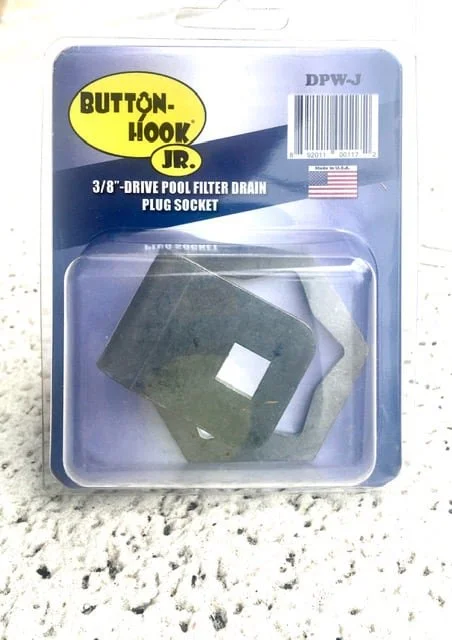 DPW-J
BUTTON-
HOOK®
JR.
Made in U.S.A.
3/8"-DRIVE POOL FILTER DRAIN
PLUG SOCKET